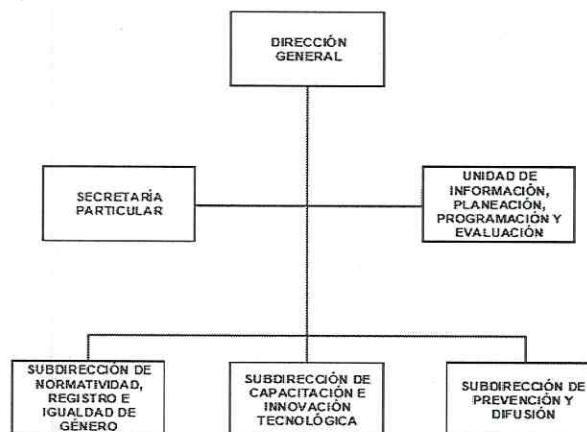 DIRECCIÓN
GENERAL
SECRETARÍA
PARTICULAR
UNIDAD DE
INFORMACIÓN,
PLANEACIÓN,
PROGRAMACIÓN Y
EVALUACIÓN
SUBDIRECCIÓN DE
NORMATIVIDAD,
REGISTRO E
IGUALDAD DE
GÉNERO
SUBDIRECCIÓN DE
CAPACITACIÓN E
INNOVACIÓN
TECNOLÓGICA
SUBDIRECCIÓN DE
PREVENCIÓN Y
DIFUSIÓN